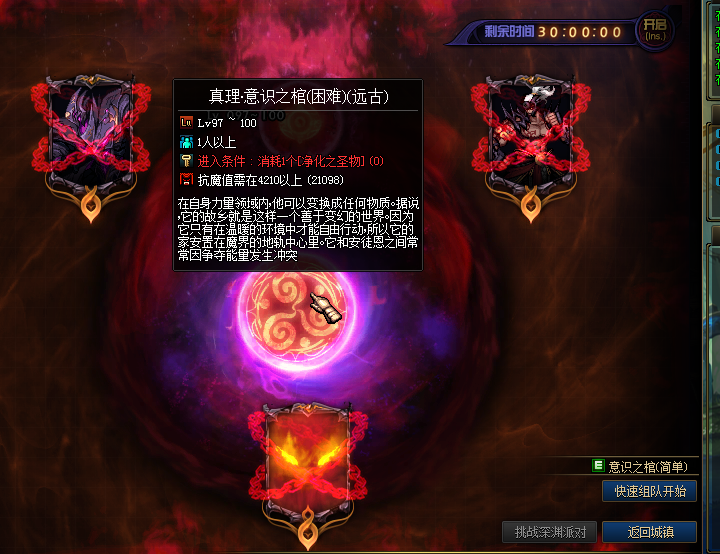 剩余时间 30:00:00
开启
(Ins.)
真理·意识之棺(困难)(远古)
Lv97 ~ 100
1人以上
进入条件 : 消耗1个[净化之圣物] (0)
抗魔值需在4210以上 (21098)
在自身力量领域内,他可以变换成任何物质。据说
,它的故乡就是这样一个善于变幻的世界。因为
它只有在温暖的环境中才能自由行动,所以它的
家安置在魔界的地轨中心里。它和安徒恩之间常
常因争夺能量发生冲突
E 意识之棺(简单)
快速组队开始
挑战深渊派对
返回城镇